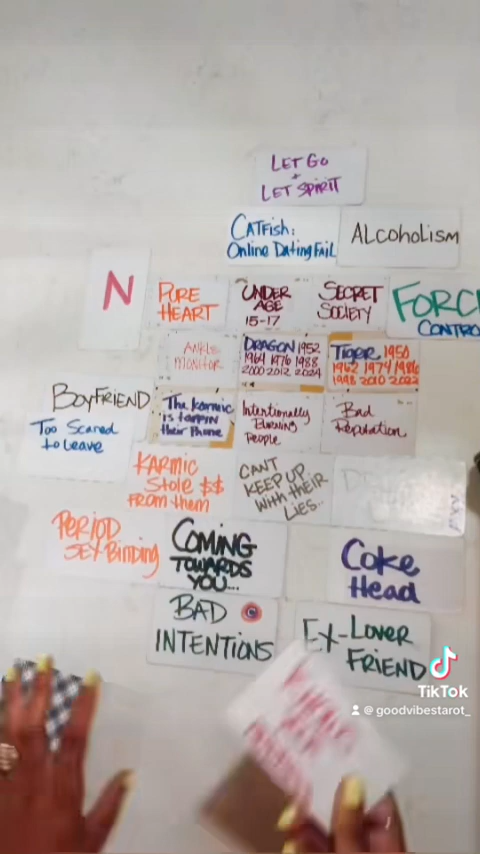 LET GO
+
LET SPIRIT
CATFISH:
Online Dating Fail
ALCOHOLISM
N
PURE
HEART
UNDER
AGE
15-17
SECRET
SOCIETY
FORC
CONTRO
ANKLE
MONITOR
DRAGON 1952
1964 1976 1988
2000 2012 2024
TIGER 1950
1962 1974 1986
1998 2010 2022
BOYFRIEND
Too Scared
to Leave
The Karmic
is tappin
their Phone
Intentionally
People
Bad
Reputation
KARMIC
Stole $$
FROM them
CAN'T
KEEP UP
WITH THEIR
LIES..
PERIOD
SEX Binding
COMING
TOWARDS
YOU...
Coke
Head
BAD
INTENTIONS
EX-LOVER
FRIEND
TikTok
@goodvibestarot_